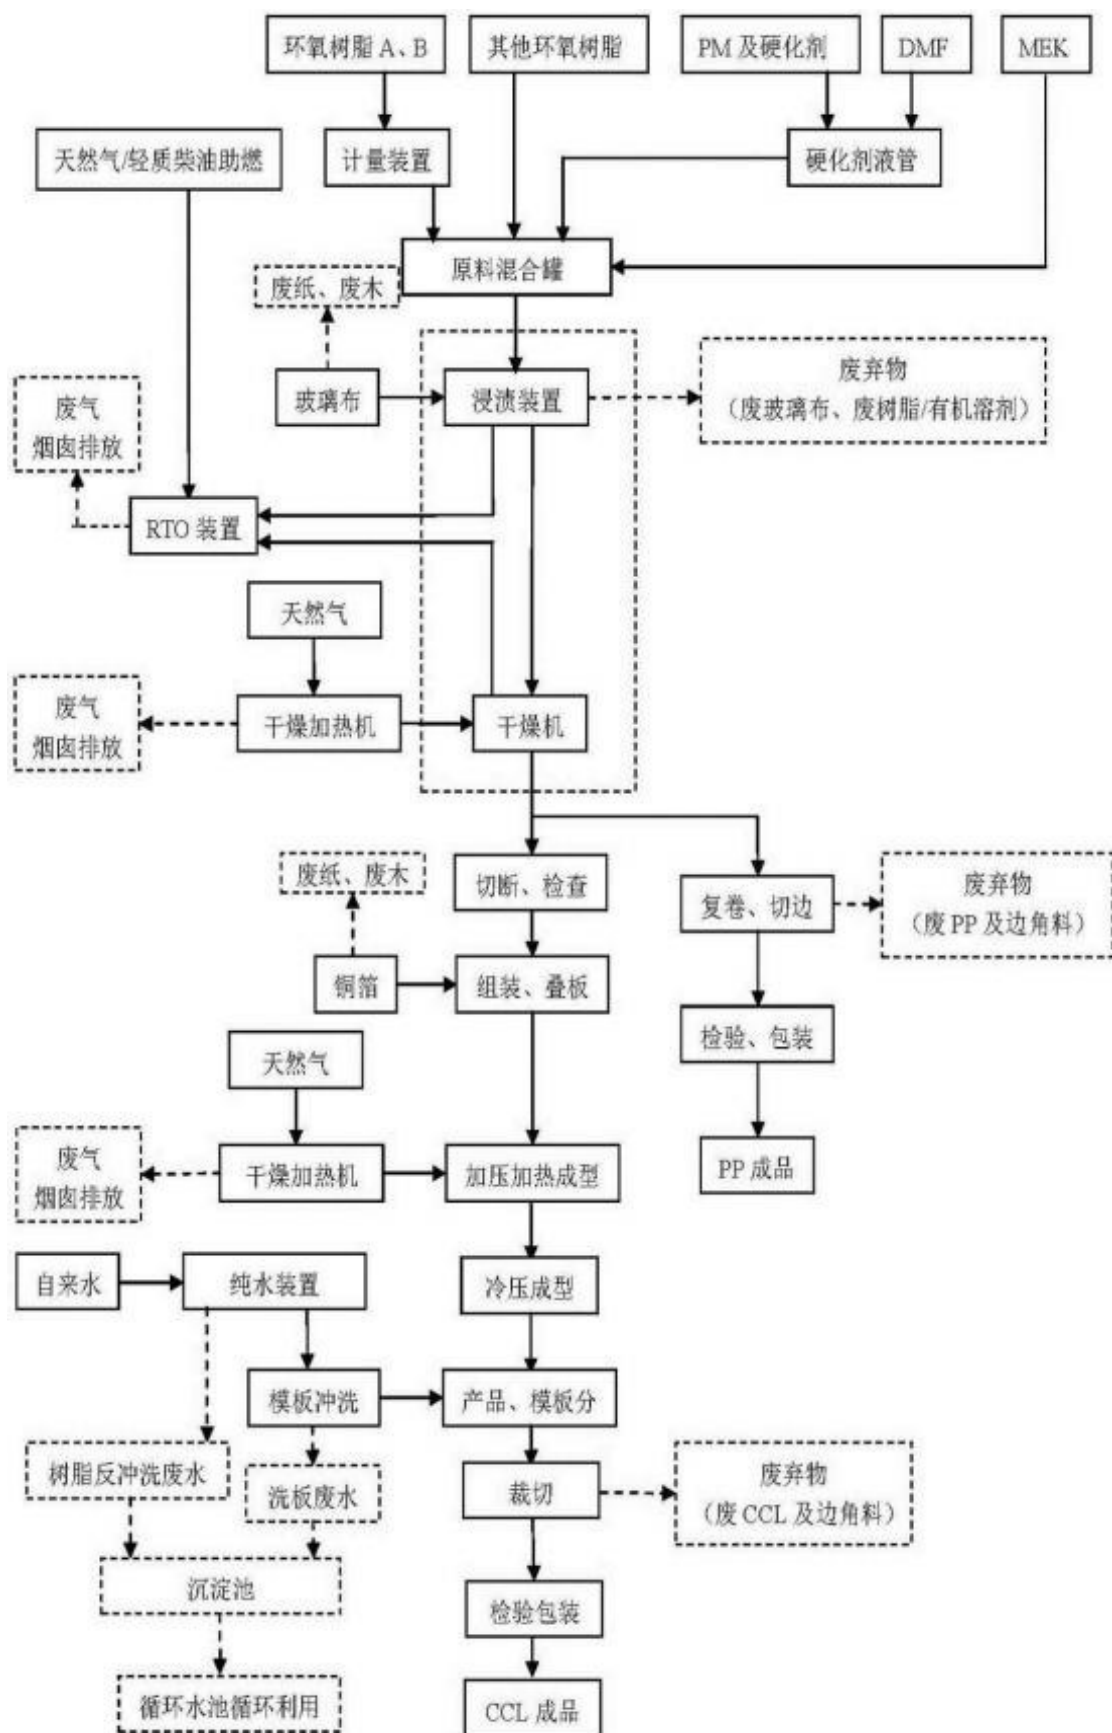 环氧树脂 A、B
其他环氧树脂
PM 及硬化剂
DMF
MEK
天然气/轻质柴油助燃
计量装置
硬化剂液管
原料混合罐
废纸、废木
玻璃布
浸渍装置
废弃物
（废玻璃布、废树脂/有机溶剂）
废气
烟囱排放
RTO 装置
天然气
废气
烟囱排放
干燥加热机
干燥机
废纸、废木
切断、检查
复卷、切边
废弃物
（废 PP 及边角料）
铜箔
组装、叠板
检验、包装
天然气
废气
烟囱排放
干燥加热机
加压加热成型
PP 成品
自来水
纯水装置
冷压成型
模板冲洗
产品、模板分
树脂反冲洗废水
洗板废水
裁切
废弃物
（废 CCL 及边角料）
沉淀池
检验包装
循环水池循环利用
CCL 成品